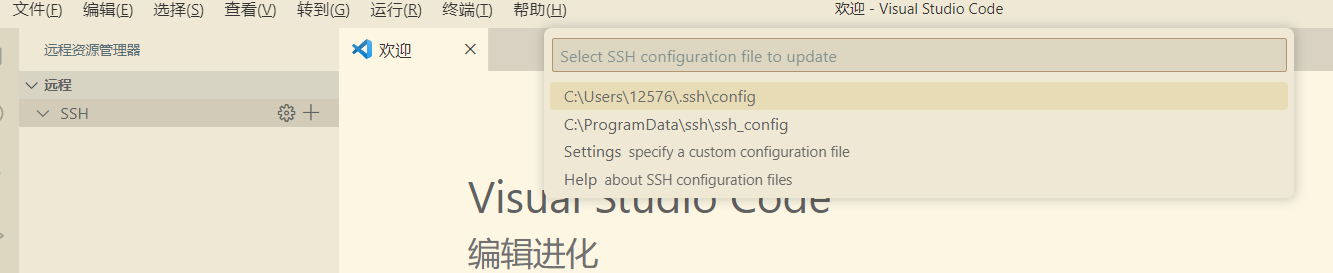 文件(F) 编辑(E) 选择(S) 查看(V) 转到(G) 运行(R) 终端(T) 帮助(H) 欢迎 - Visual Studio Code
远程资源管理器
欢迎
Select SSH configuration file to update
远程
SSH
C:\Users\12576\.ssh\config
C:\ProgramData\ssh\ssh_config
Settings specify a custom configuration file
Help about SSH configuration files
Visual Studio Code
编辑进化